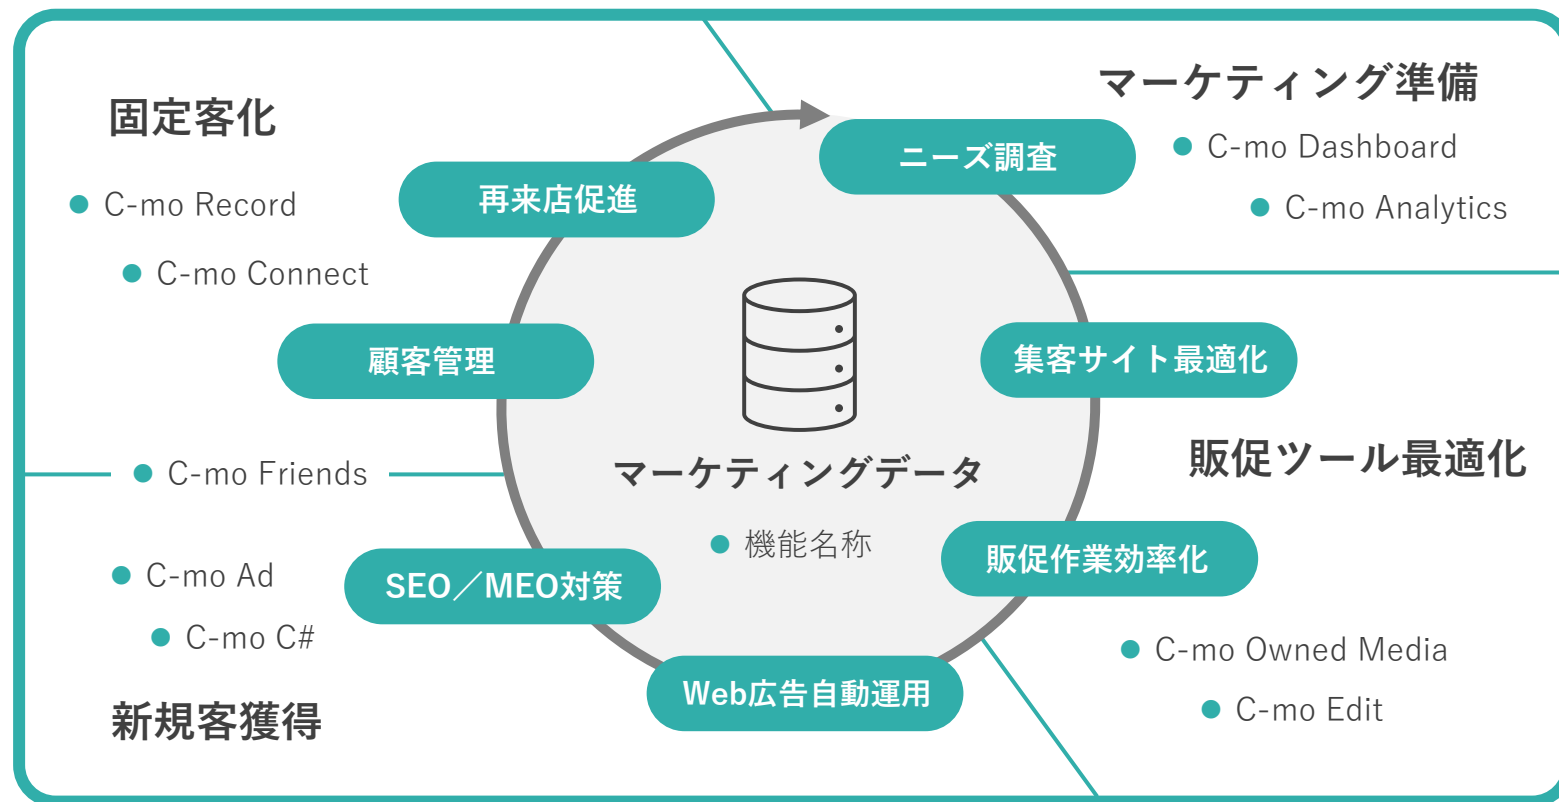 マーケティング準備
C-mo Dashboard
C-mo Analytics
ニーズ調査
固定客化
C-mo Record
C-mo Connect
再来店促進
顧客管理
集客サイト最適化
販促ツール最適化
マーケティングデータ
機能名称
C-mo Friends
販促作業効率化
C-mo Owned Media
C-mo Edit
C-mo Ad
C-mo C#
SEO／MEO対策
新規客獲得
Web広告自動運用